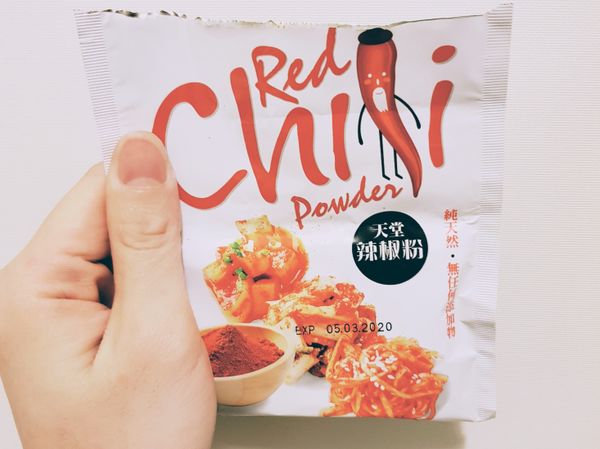 Red
Chilli
Powder
天堂
辣椒粉
純天然・無任何添加物
EXP 05.03.2020